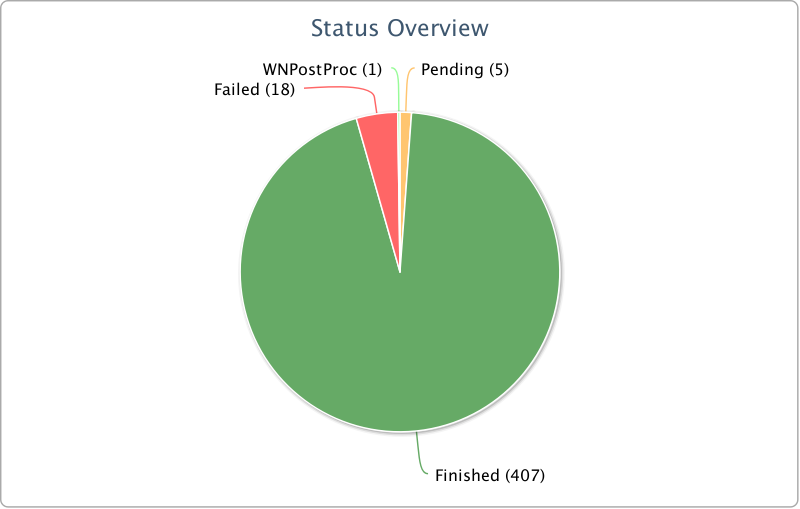 Status Overview
WNPostProc (1)
Pending (5)
Failed (18)
Finished (407)